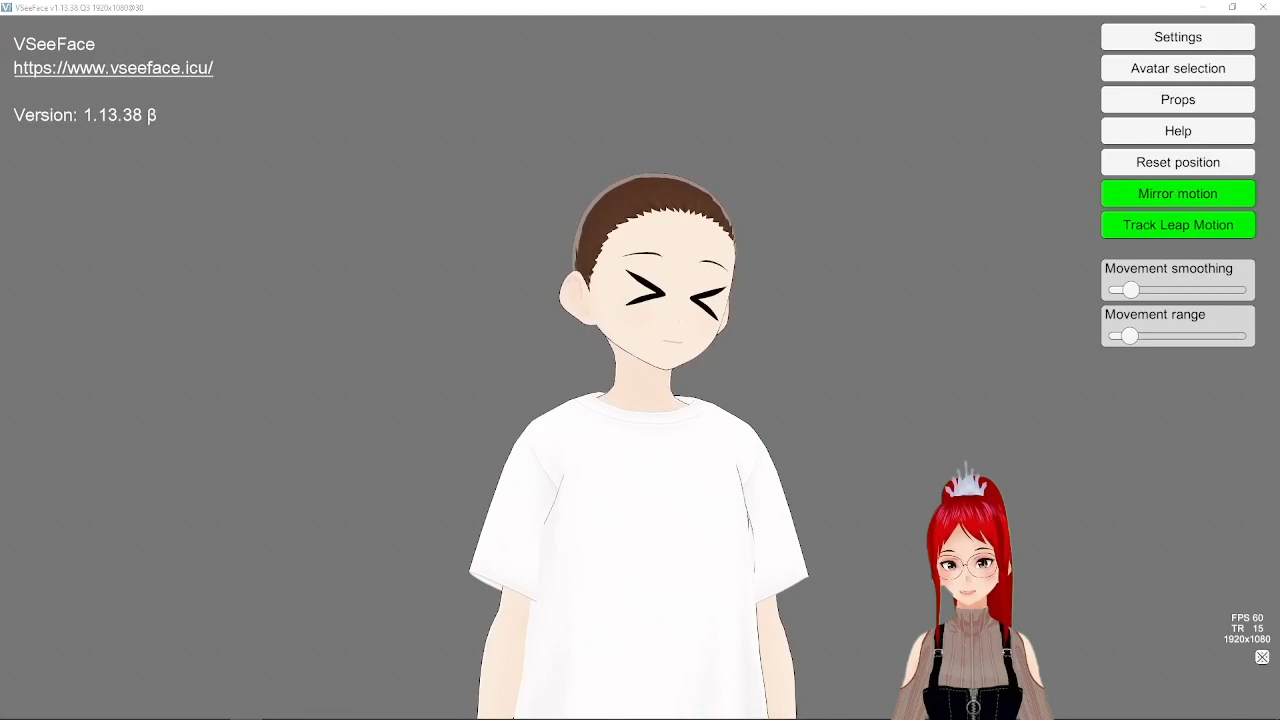 VSeeFace v1.13.38 Q3 1920x1080@30
VSeeFace
https://www.vseeface.icu/
Version: 1.13.38 β
Settings
Avatar selection
Props
Help
Reset position
Mirror motion
Track Leap Motion
Movement smoothing
Movement range
FPS 60
TR 15
1920x1080